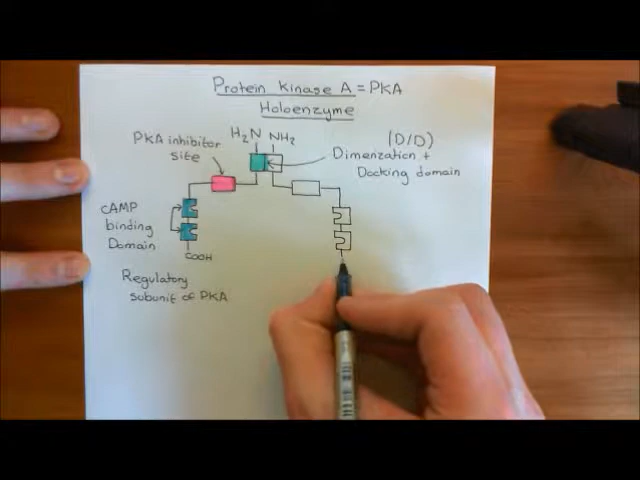 Protein Kinase A = PKA
Holoenzyme
H₂N NH₂
PKA inhibitor
site
(D/D)
Dimerization +
Docking domain
cAMP
binding
Domain
COOH
Regulatory
subunit of PKA